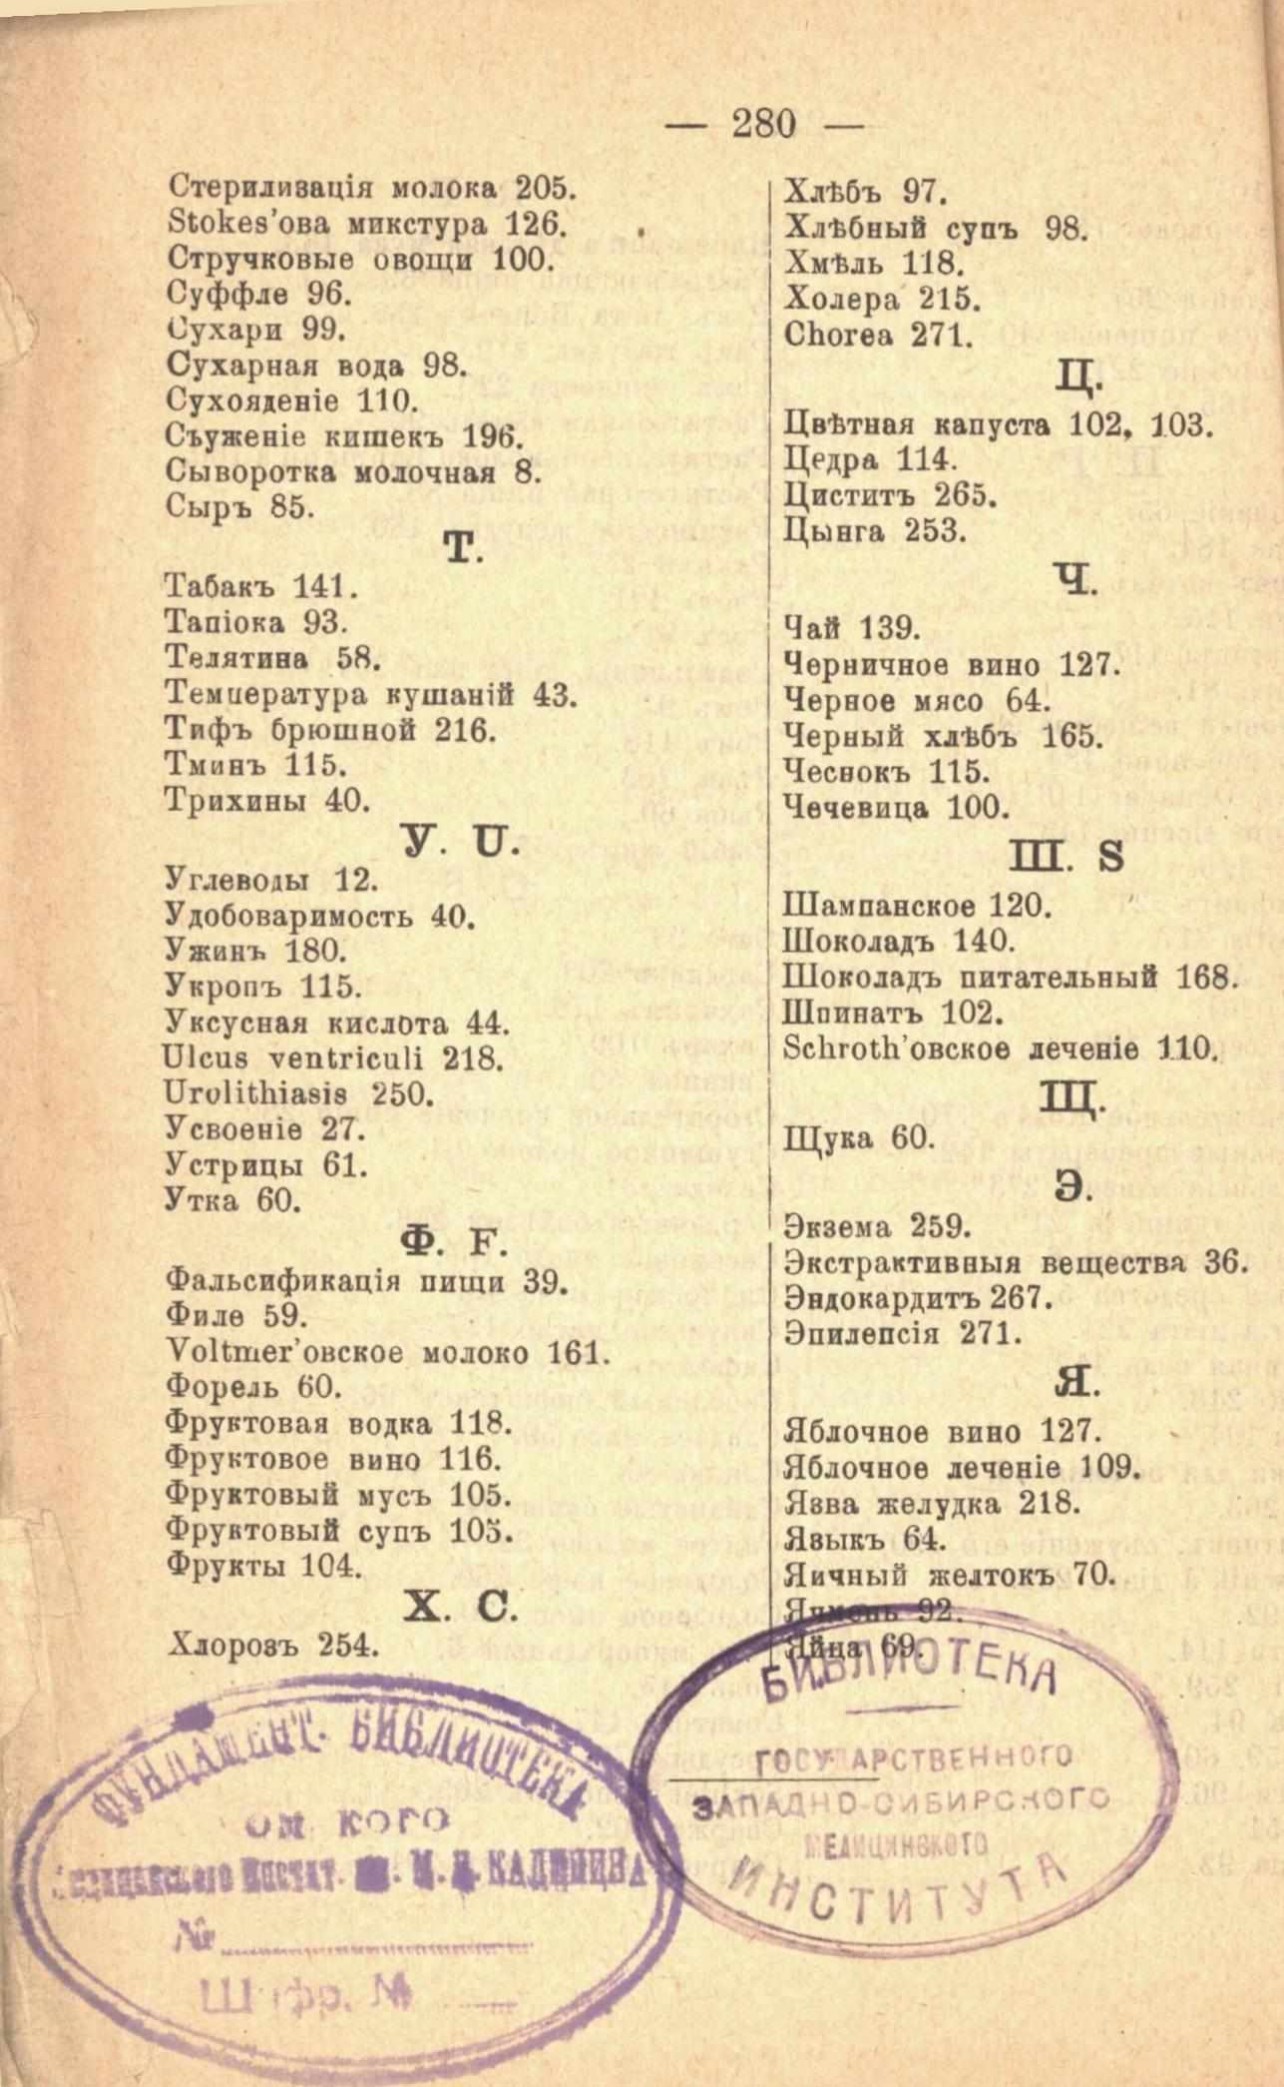 — 280 —
Стерилизація молока 205.
Stokes’ова микстура 126.
Стручковые овощи 100.
Суффле 96.
Сухари 99.
Сухарная вода 98.
Сухояденіе 110.
Съуженіе кишекъ 196.
Сыворотка молочная 8.
Сыръ 85.
Т.
Табакъ 141.
Тапіока 93.
Телятина 58.
Температура кушаній 43.
Тифъ брюшной 216.
Тминъ 115.
Трихины 40.
У. U.
Углеводы 12.
Удобоваримость 40.
Ужинъ 180.
Укропъ 115.
Уксусная кислота 44.
Ulcus ventriculi 218.
Urolithiasis 250.
Усвоеніе 27.
Устрицы 61.
Утка 60.
Ф. F.
Фальсификація пищи 39.
Филе 59.
Voltmer’овское молоко 161.
Форель 60.
Фруктовая водка 118.
Фруктовое вино 116.
Фруктовый мусъ 105.
Фруктовый супъ 105.
Фрукты 104.
Х. C.
Хлорозъ 254.
Хлѣбъ 97.
Хлѣбный супъ 98.
Хмѣль 118.
Холера 215.
Chorea 271.
Ц.
Цвѣтная капуста 102, 103.
Цедра 114.
Циститъ 265.
Цынга 253.
Ч.
Чай 139.
Черничное вино 127.
Черное мясо 64.
Черный хлѣбъ 165.
Чеснокъ 115.
Чечевица 100.
Ш. S
Шампанское 120.
Шоколадъ 140.
Шоколадъ питательный 168.
Шпинатъ 102.
Schroth’овское леченіе 110.
Щ.
Щука 60.
Э.
Экзема 259.
Экстрактивныя вещества 36.
Эндокардитъ 267.
Эпилепсія 271.
Я.
Яблочное вино 127.
Яблочное леченіе 109.
Язва желудка 218.
Языкъ 64.
Яичный желтокъ 70.
Ячмень 92.
Яйца 69.
ФУНДАМЕНТ. БИБЛИОТЕКА
М. И. КАЛИНИНА
№
Шифр. №
БИБЛИОТЕКА
ГОСУДАРСТВЕННОГО
ЗАПАДНО-СИБИРСКОГО
МЕДИЦИНСКОГО
ИНСТИТУТА